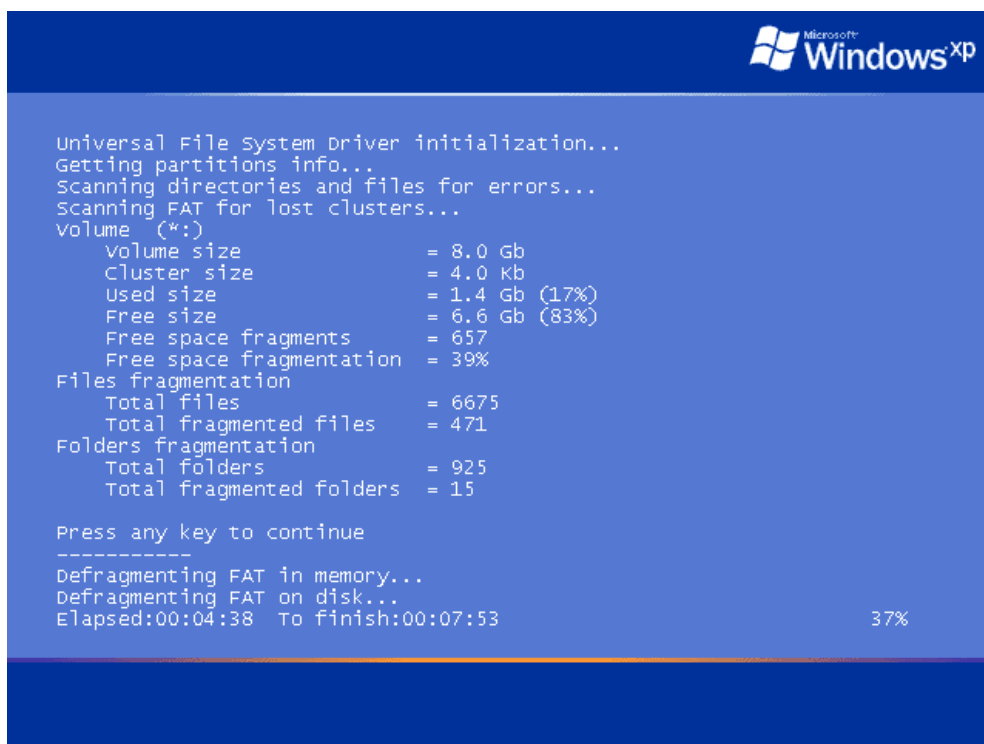 Microsoft
Windows xp
Universal File System Driver initialization...
Getting partitions info...
Scanning directories and files for errors...
Scanning FAT for lost clusters...
Volume  (*:)
    Volume size               = 8.0 Gb
    Cluster size              = 4.0 Kb
    Used size                 = 1.4 Gb (17%)
    Free size                 = 6.6 Gb (83%)
    Free space fragments      = 657
    Free space fragmentation  = 39%
Files fragmentation
    Total files               = 6675
    Total fragmented files    = 471
Folders fragmentation
    Total folders             = 925
    Total fragmented folders  = 15
Press any key to continue
-----------
Defragmenting FAT in memory...
Defragmenting FAT on disk...
Elapsed:00:04:38  To finish:00:07:53                              37%